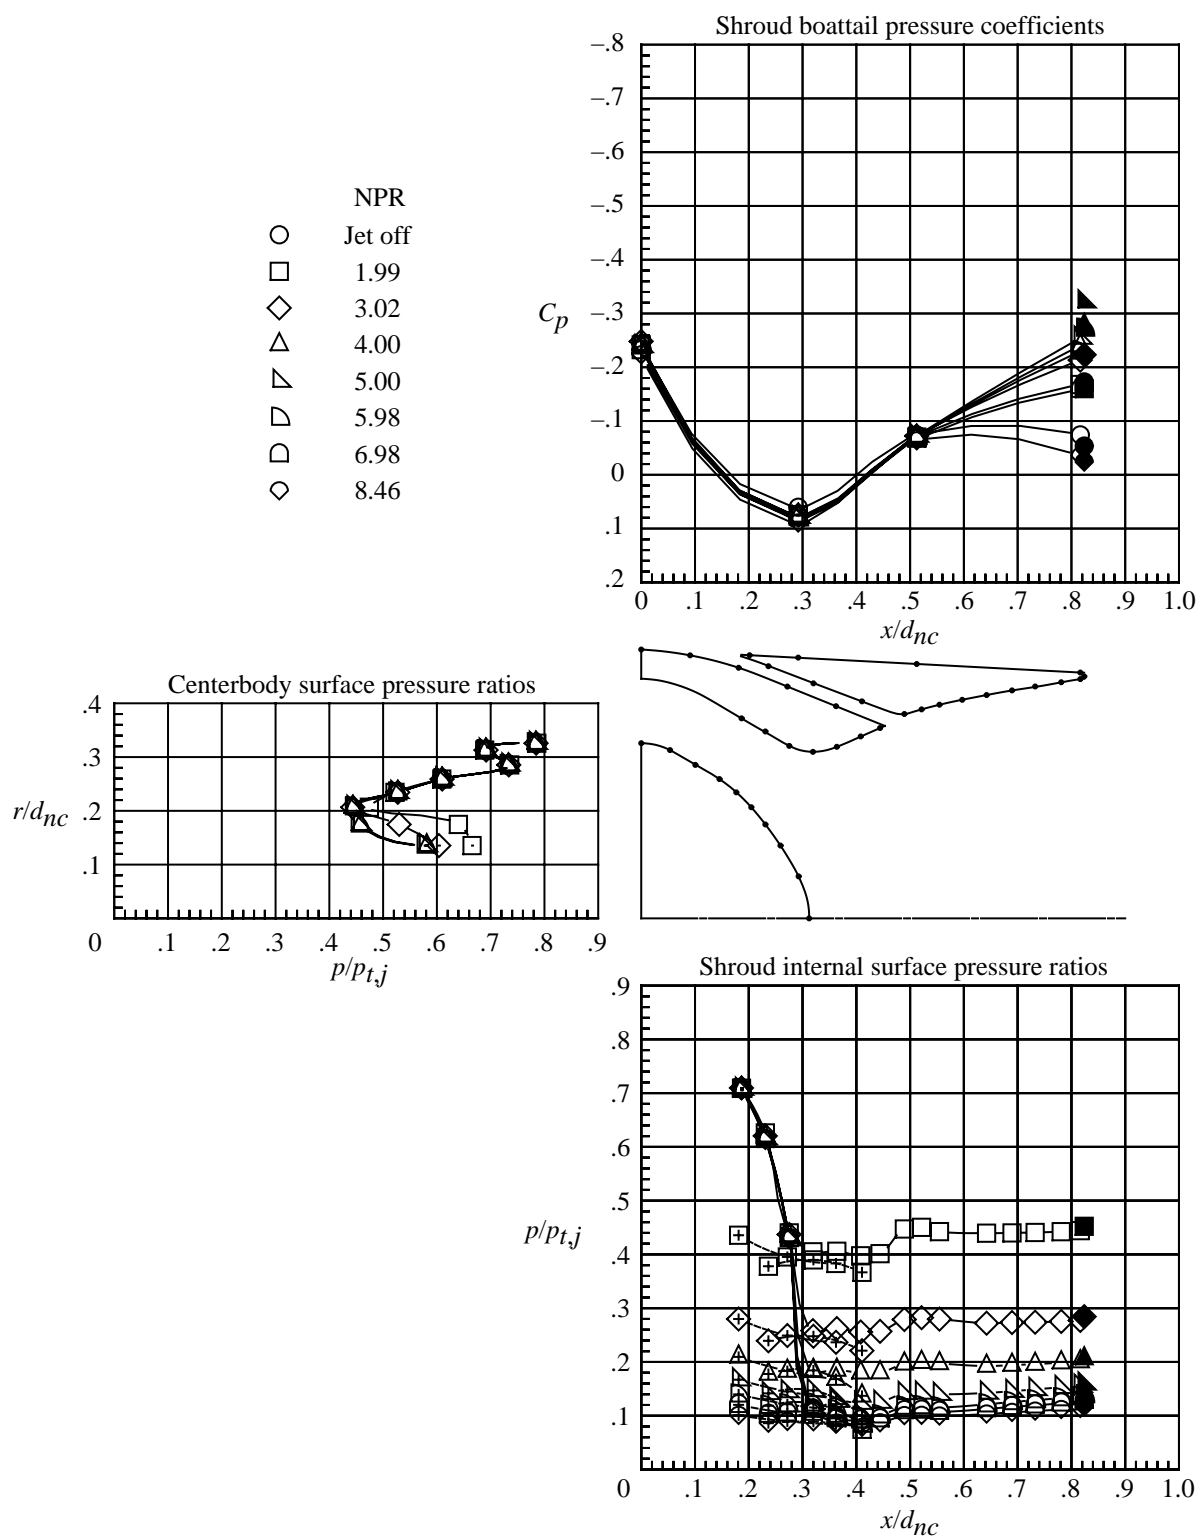 Shroud boattail pressure coefficients
–.8
–.7
–.6
–.5
–.4
–.3
–.2
–.1
0
.1
.2
C_p
0 .1 .2 .3 .4 .5 .6 .7 .8 .9 1.0
x/d_nc
NPR
Jet off
1.99
3.02
4.00
5.00
5.98
6.98
8.46
Centerbody surface pressure ratios
.4
.3
.2
.1
r/d_nc
0 .1 .2 .3 .4 .5 .6 .7 .8 .9
p/p_t,j
Shroud internal surface pressure ratios
.9
.8
.7
.6
.5
.4
.3
.2
.1
p/p_t,j
0 .1 .2 .3 .4 .5 .6 .7 .8 .9 1.0
x/d_nc